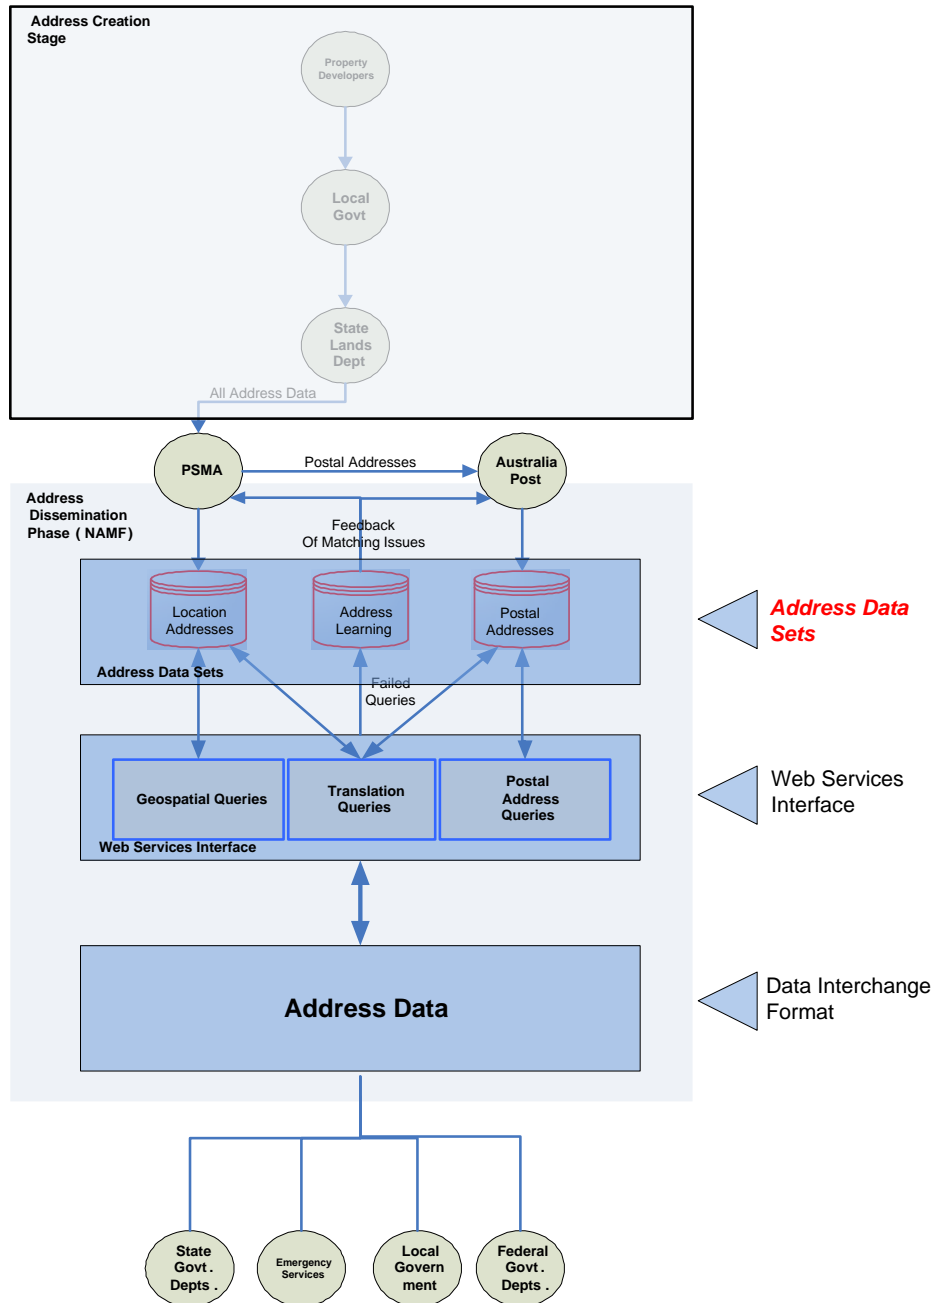 Address Creation
Stage
Property
Developers
Local
Govt
State
Lands
Dept
All Address Data
PSMA
Postal Addresses
Australia
Post
Address
Dissemination
Phase ( NAMF)
Feedback
Of Matching Issues
Location
Addresses
Address
Learning
Postal
Addresses
Address Data Sets
Address Data
Sets
Failed
Queries
Geospatial Queries
Translation
Queries
Postal
Address
Queries
Web Services Interface
Web Services
Interface
Address Data
Data Interchange
Format
State
Govt .
Depts .
Emergency
Services
Local
Govern
ment
Federal
Govt .
Depts .